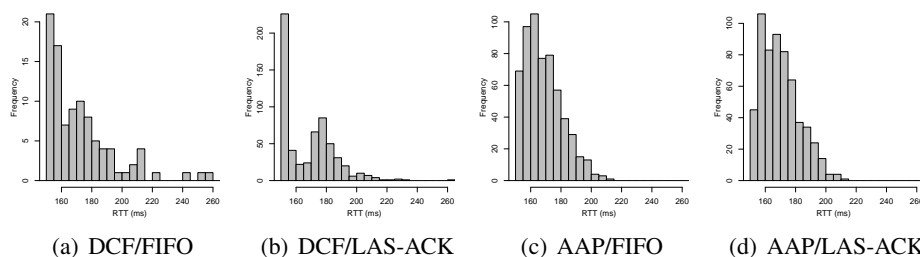 Frequency
0 5 10 15 20
160 180 200 220 240 260
RTT (ms)
(a) DCF/FIFO
Frequency
0 50 100 150 200
160 180 200 220 240 260
RTT (ms)
(b) DCF/LAS-ACK
Frequency
0 20 40 60 80 100
160 180 200 220 240 260
RTT (ms)
(c) AAP/FIFO
Frequency
0 20 40 60 80 100
160 180 200 220 240 260
RTT (ms)
(d) AAP/LAS-ACK